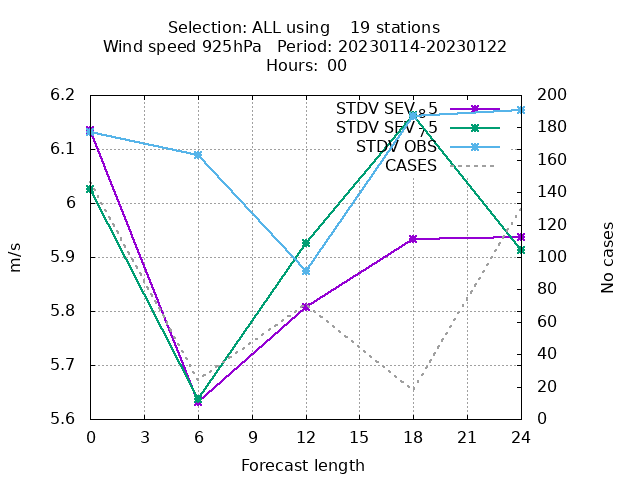 Selection: ALL using 19 stations
Wind speed 925hPa Period: 20230114-20230122
Hours: 00
6.2
6.1
6
5.9
5.8
5.7
5.6
m/s
STDV SEV_8.5
STDV SEV_7.5
STDV OBS
CASES
200
180
160
140
120
100
80
60
40
20
0
No cases
0 3 6 9 12 15 18 21 24
Forecast length